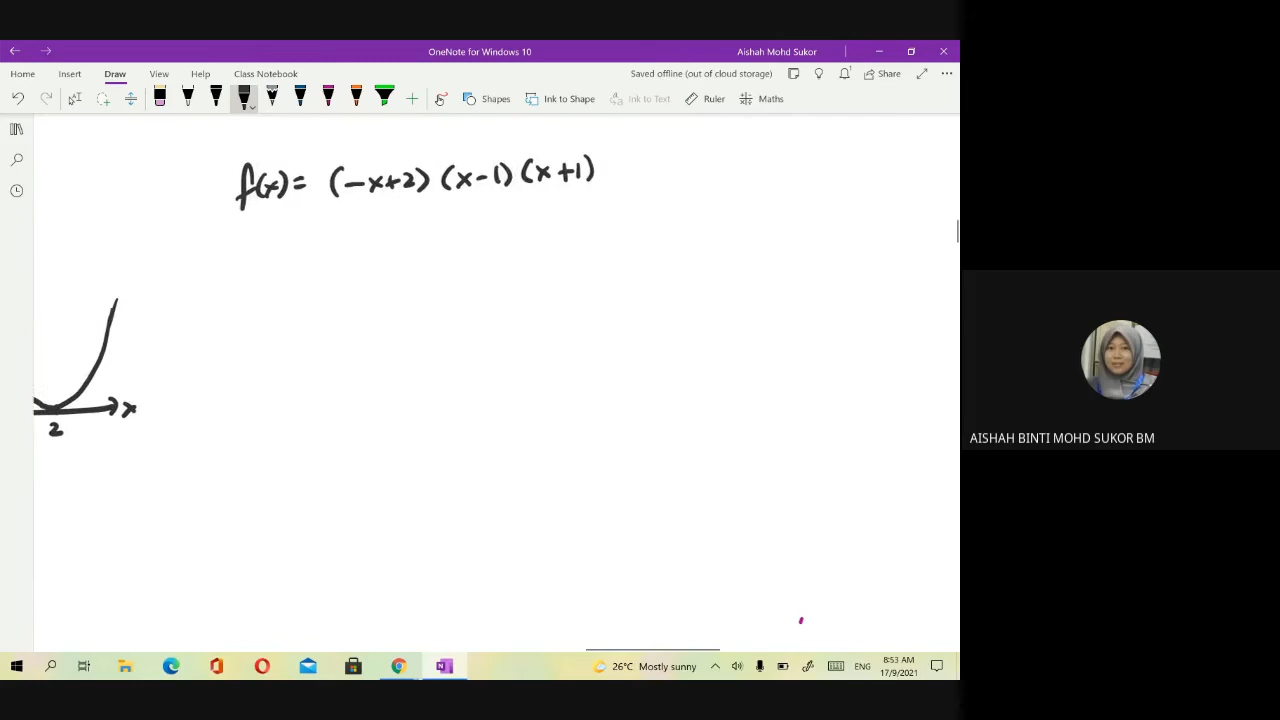 OneNote for Windows 10
Aishah Mohd Sukor
Home Insert Draw View Help Class Notebook
Saved offline (out of cloud storage)
Share
Shapes Ink to Shape Ink to Text Ruler Maths
f(x) = (-x+2) (x-1) (x+1)
x
2
AISHAH BINTI MOHD SUKOR BM
26°C Mostly sunny
ENG
8:53 AM
17/9/2021